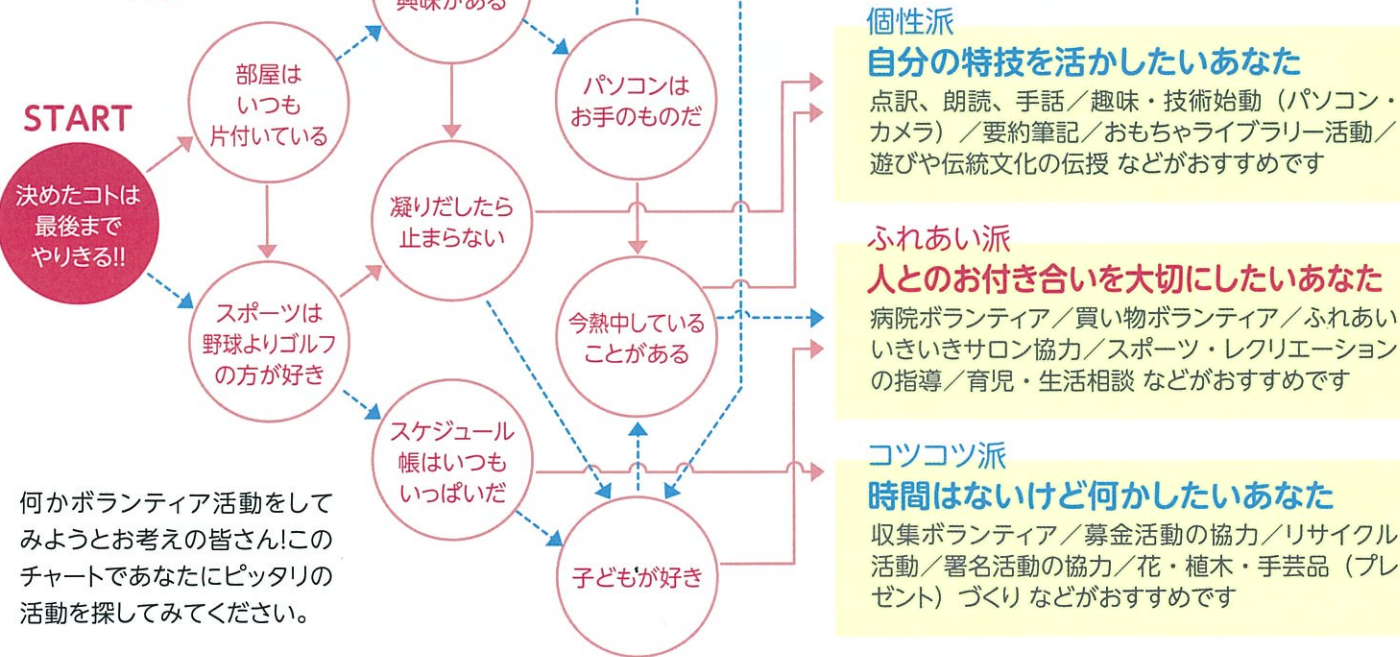 興味がある
部屋は
いつも
片付いている
パソコンは
お手のものだ
START
決めたコトは
最後まで
やりきる!!
凝りだしたら
止まらない
スポーツは
野球よりゴルフ
の方が好き
今熱中している
ことがある
スケジュール
帳はいつも
いっぱいだ
子どもが好き
何かボランティア活動をして
みようとお考えの皆さん!この
チャートであなたにピッタリの
活動を探してみてください。
個性派
自分の特技を活かしたいあなた
点訳、朗読、手話／趣味・技術始動（パソコン・
カメラ）／要約筆記／おもちゃライブラリー活動／
遊びや伝統文化の伝授 などがおすすめです
ふれあい派
人とのお付き合いを大切にしたいあなた
病院ボランティア／買い物ボランティア／ふれあい
いきいきサロン協力／スポーツ・レクリエーション
の指導／育児・生活相談 などがおすすめです
コツコツ派
時間はないけど何かしたいあなた
収集ボランティア／募金活動の協力／リサイクル
活動／署名活動の協力／花・植木・手芸品（プレ
ゼント）づくり などがおすすめです